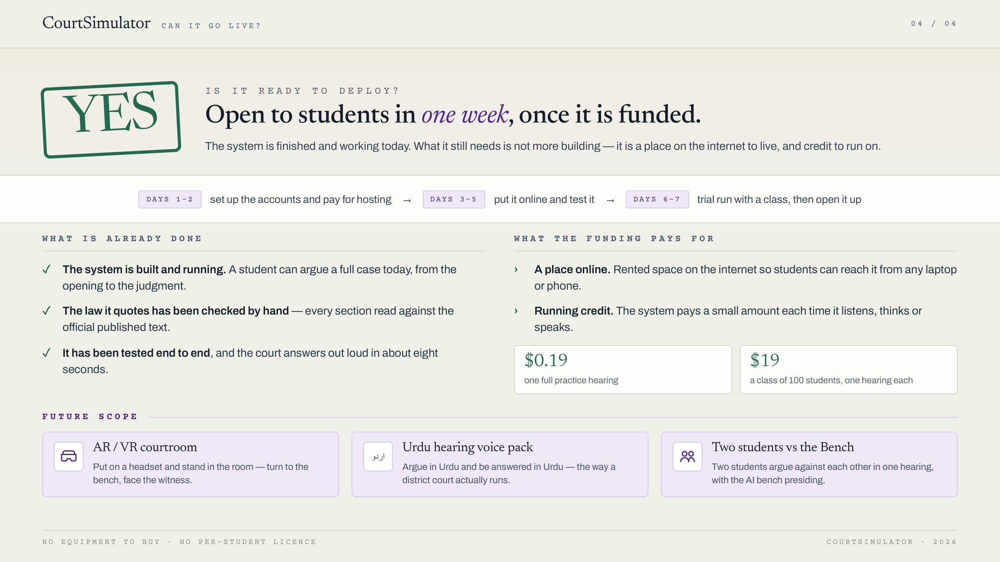 CourtSimulator CAN IT GO LIVE?
04 / 04
YES
IS IT READY TO DEPLOY?
Open to students in one week, once it is funded.
The system is finished and working today. What it still needs is not more building — it is a place on the internet to live, and credit to run on.
DAYS 1–2 set up the accounts and pay for hosting → DAYS 3–5 put it online and test it → DAYS 6–7 trial run with a class, then open it up
WHAT IS ALREADY DONE
✓ The system is built and running. A student can argue a full case today, from the
opening to the judgment.
✓ The law it quotes has been checked by hand — every section read against the
official published text.
✓ It has been tested end to end, and the court answers out loud in about eight
seconds.
WHAT THE FUNDING PAYS FOR
› A place online. Rented space on the internet so students can reach it from any laptop
or phone.
› Running credit. The system pays a small amount each time it listens, thinks or
speaks.
$0.19
one full practice hearing
$19
a class of 100 students, one hearing each
FUTURE SCOPE
AR / VR courtroom
Put on a headset and stand in the room — turn to the
bench, face the witness.
اردو
Urdu hearing voice pack
Argue in Urdu and be answered in Urdu — the way a
district court actually runs.
Two students vs the Bench
Two students argue against each other in one hearing,
with the AI bench presiding.
NO EQUIPMENT TO BUY · NO PER-STUDENT LICENCE
COURTSIMULATOR · 2026